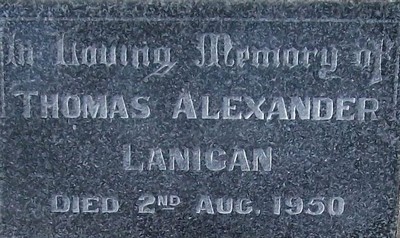 In Loving Memory of
THOMAS ALEXANDER
LANIGAN
DIED 2ND AUG. 1950